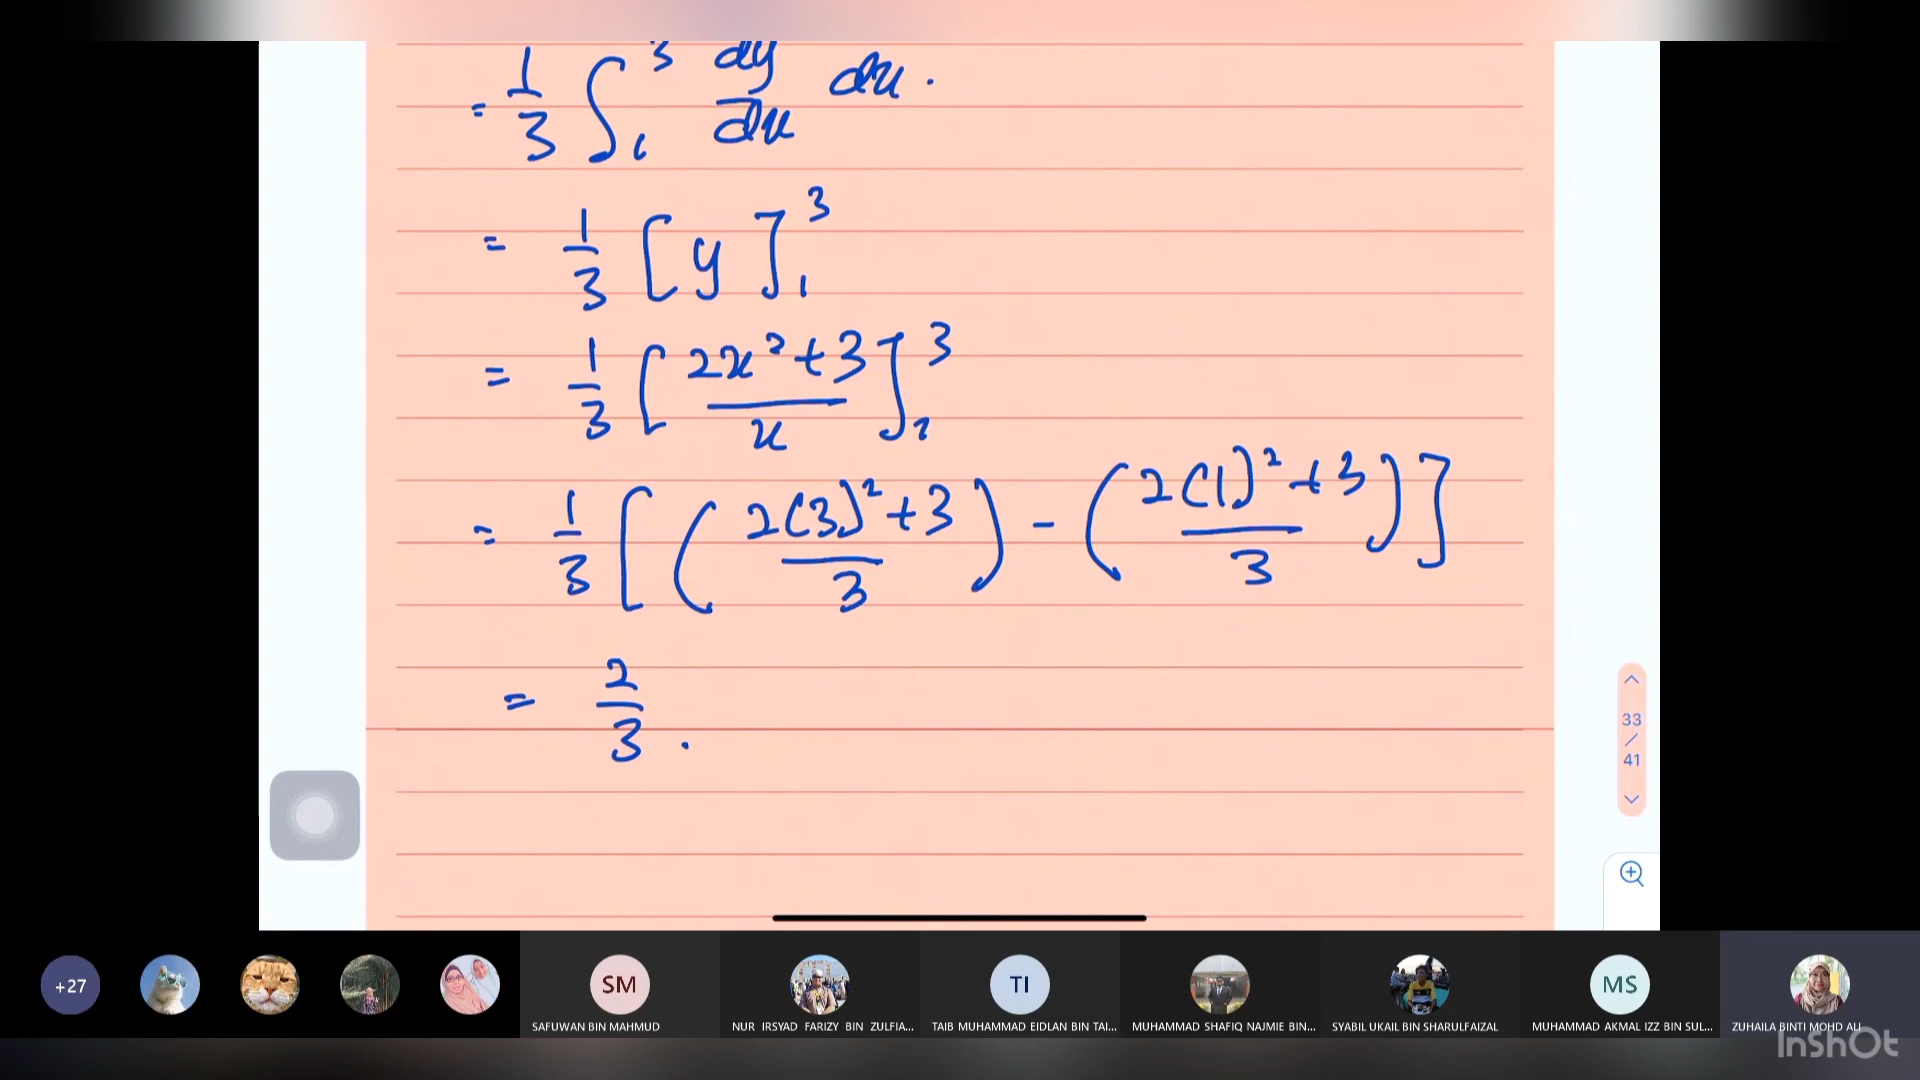 = 1/3 ∫₁³ dy/dx dx.
= 1/3 [y]₁³
= 1/3 [(2x² + 3)/x]₁³
= 1/3 [((2(3)² + 3)/3) - ((2(1)² + 3)/3)]
= 2/3.
33
/
41
+27
SM
TI
MS
SAFUWAN BIN MAHMUD
NUR IRSYAD FARIZY BIN ZULFIA...
TAIB MUHAMMAD EIDLAN BIN TAI...
MUHAMMAD SHAFIQ NAJMIE BIN...
SYABIL UKAIL BIN SHARULFAIZAL
MUHAMMAD AKMAL IZZ BIN SUL...
ZUHAILA BINTI MOHD ALI
InShOt